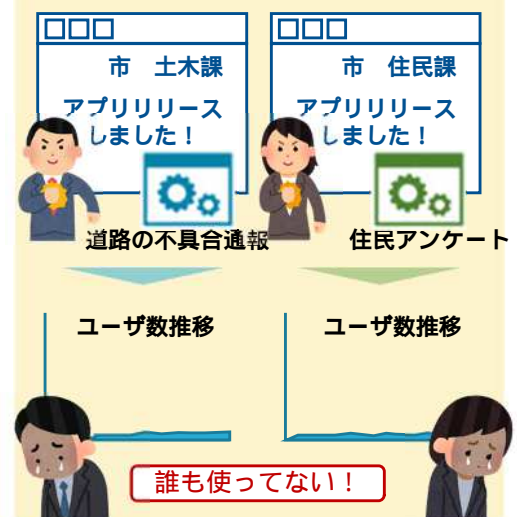 市 土木課
アプリリリース
しました！
道路の不具合通報
市 住民課
アプリリリース
しました！
住民アンケート
ユーザ数推移
ユーザ数推移
誰も使ってない！